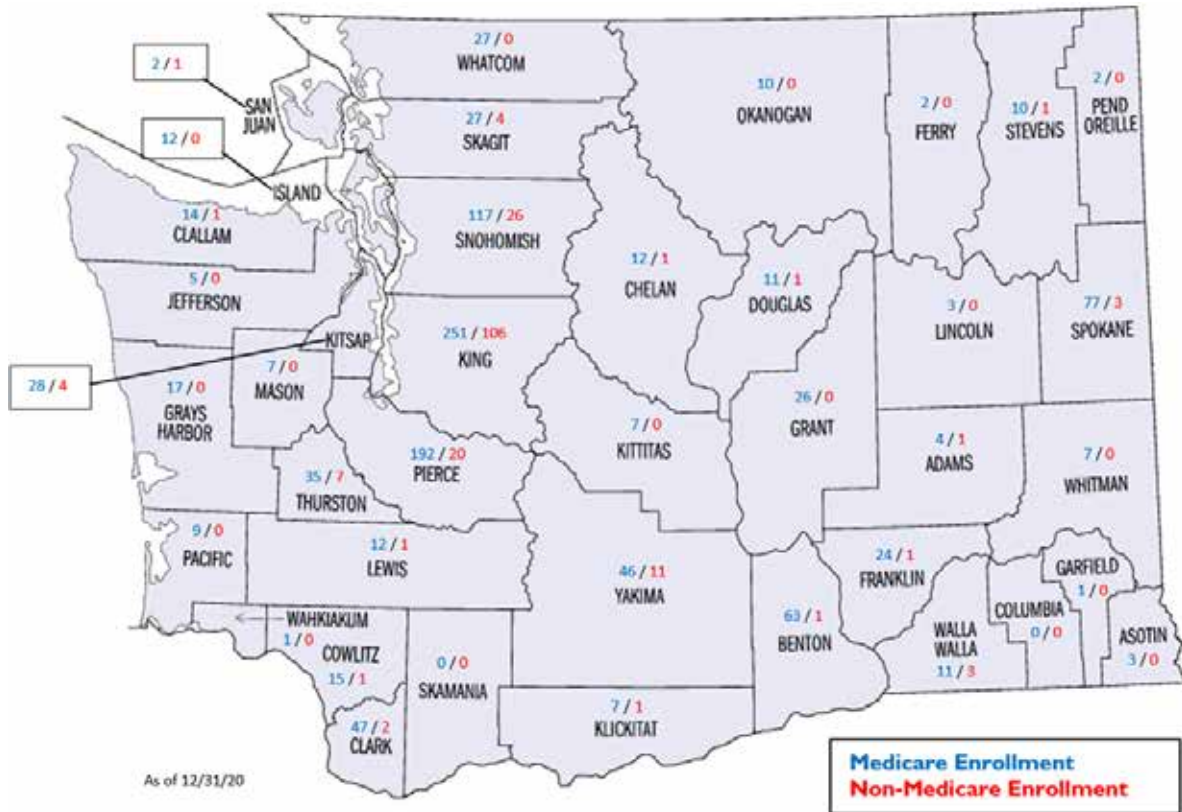 27 / 0
WHATCOM
2 / 1
SAN
JUAN
12 / 0
ISLAND
27 / 4
SKAGIT
10 / 0
OKANOGAN
2 / 0
FERRY
10 / 1
STEVENS
2 / 0
PEND
OREILLE
14 / 1
CLALLAM
117 / 26
SNOHOMISH
5 / 0
JEFFERSON
12 / 1
CHELAN
11 / 1
DOUGLAS
3 / 0
LINCOLN
77 / 3
SPOKANE
KITSAP
28 / 4
251 / 106
KING
7 / 0
MASON
17 / 0
GRAYS
HARBOR
26 / 0
GRANT
7 / 0
KITTITAS
192 / 20
PIERCE
35 / 7
THURSTON
4 / 1
ADAMS
7 / 0
WHITMAN
9 / 0
PACIFIC
12 / 1
LEWIS
46 / 11
YAKIMA
24 / 1
FRANKLIN
GARFIELD
1 / 0
COLUMBIA
0 / 0
ASOTIN
3 / 0
WALLA
WALLA
11 / 3
63 / 1
BENTON
WAHKIAKUM
1 / 0
COWLITZ
15 / 1
0 / 0
SKAMANIA
7 / 1
KLICKITAT
47 / 2
CLARK
As of 12/31/20
Medicare Enrollment
Non-Medicare Enrollment